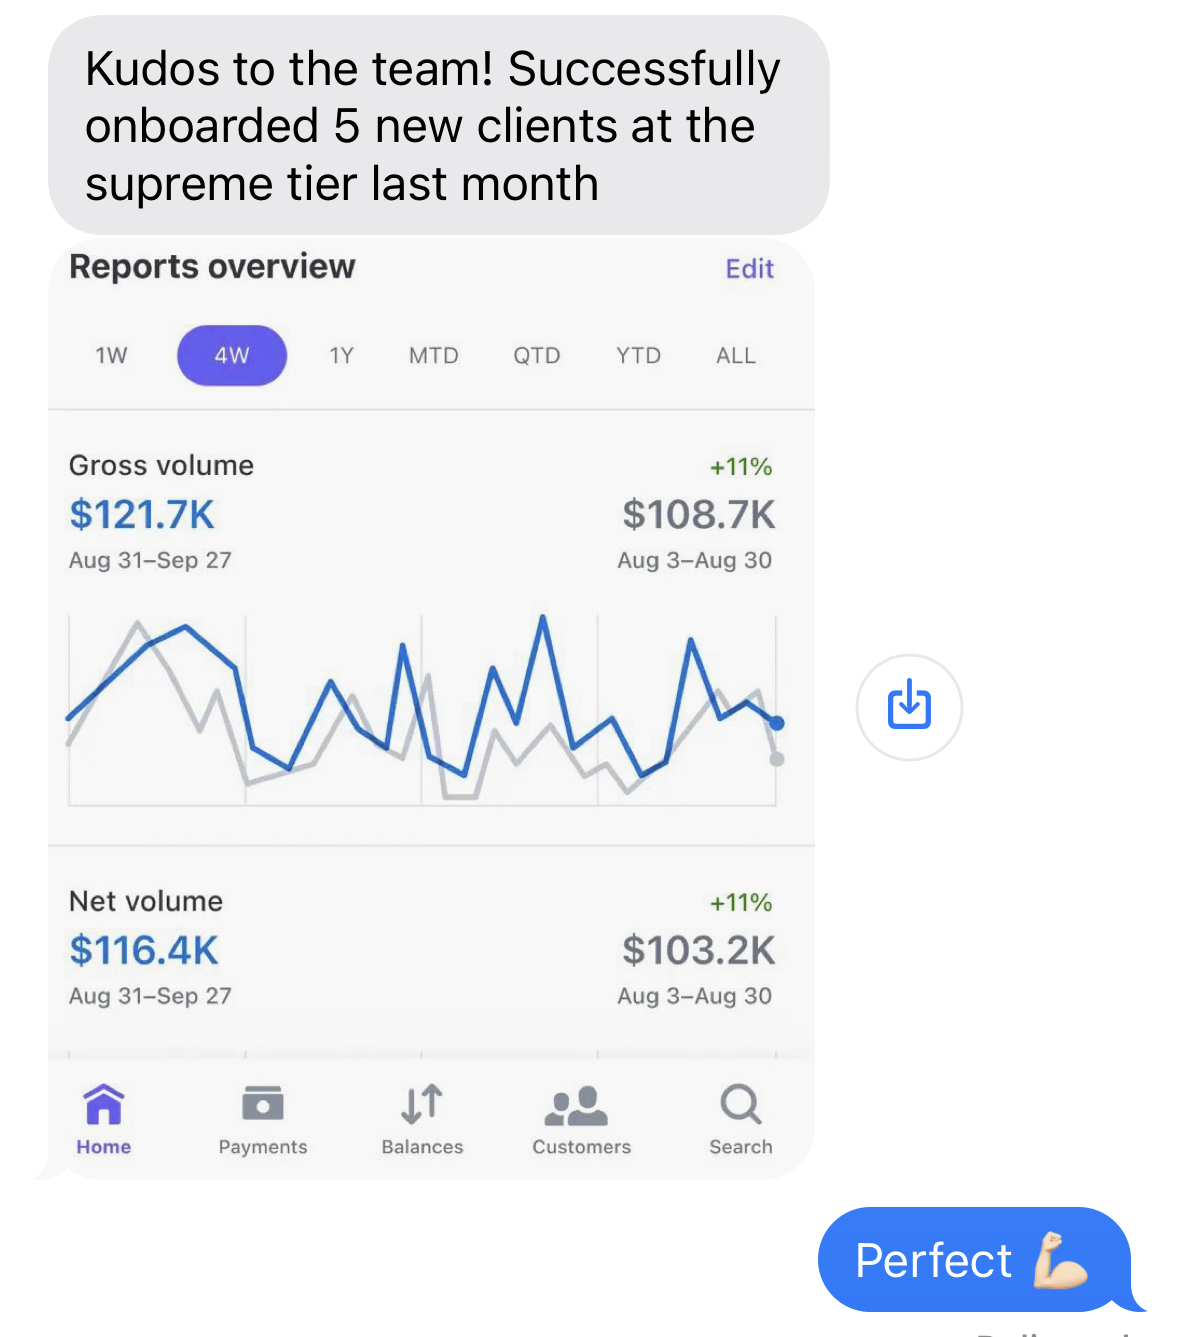 Kudos to the team! Successfully
onboarded 5 new clients at the
supreme tier last month
Reports overview
Edit
1W 4W 1Y MTD QTD YTD ALL
Gross volume +11%
$121.7K $108.7K
Aug 31–Sep 27 Aug 3–Aug 30
Net volume +11%
$116.4K $103.2K
Aug 31–Sep 27 Aug 3–Aug 30
Home Payments Balances Customers Search
Perfect 💪🏻